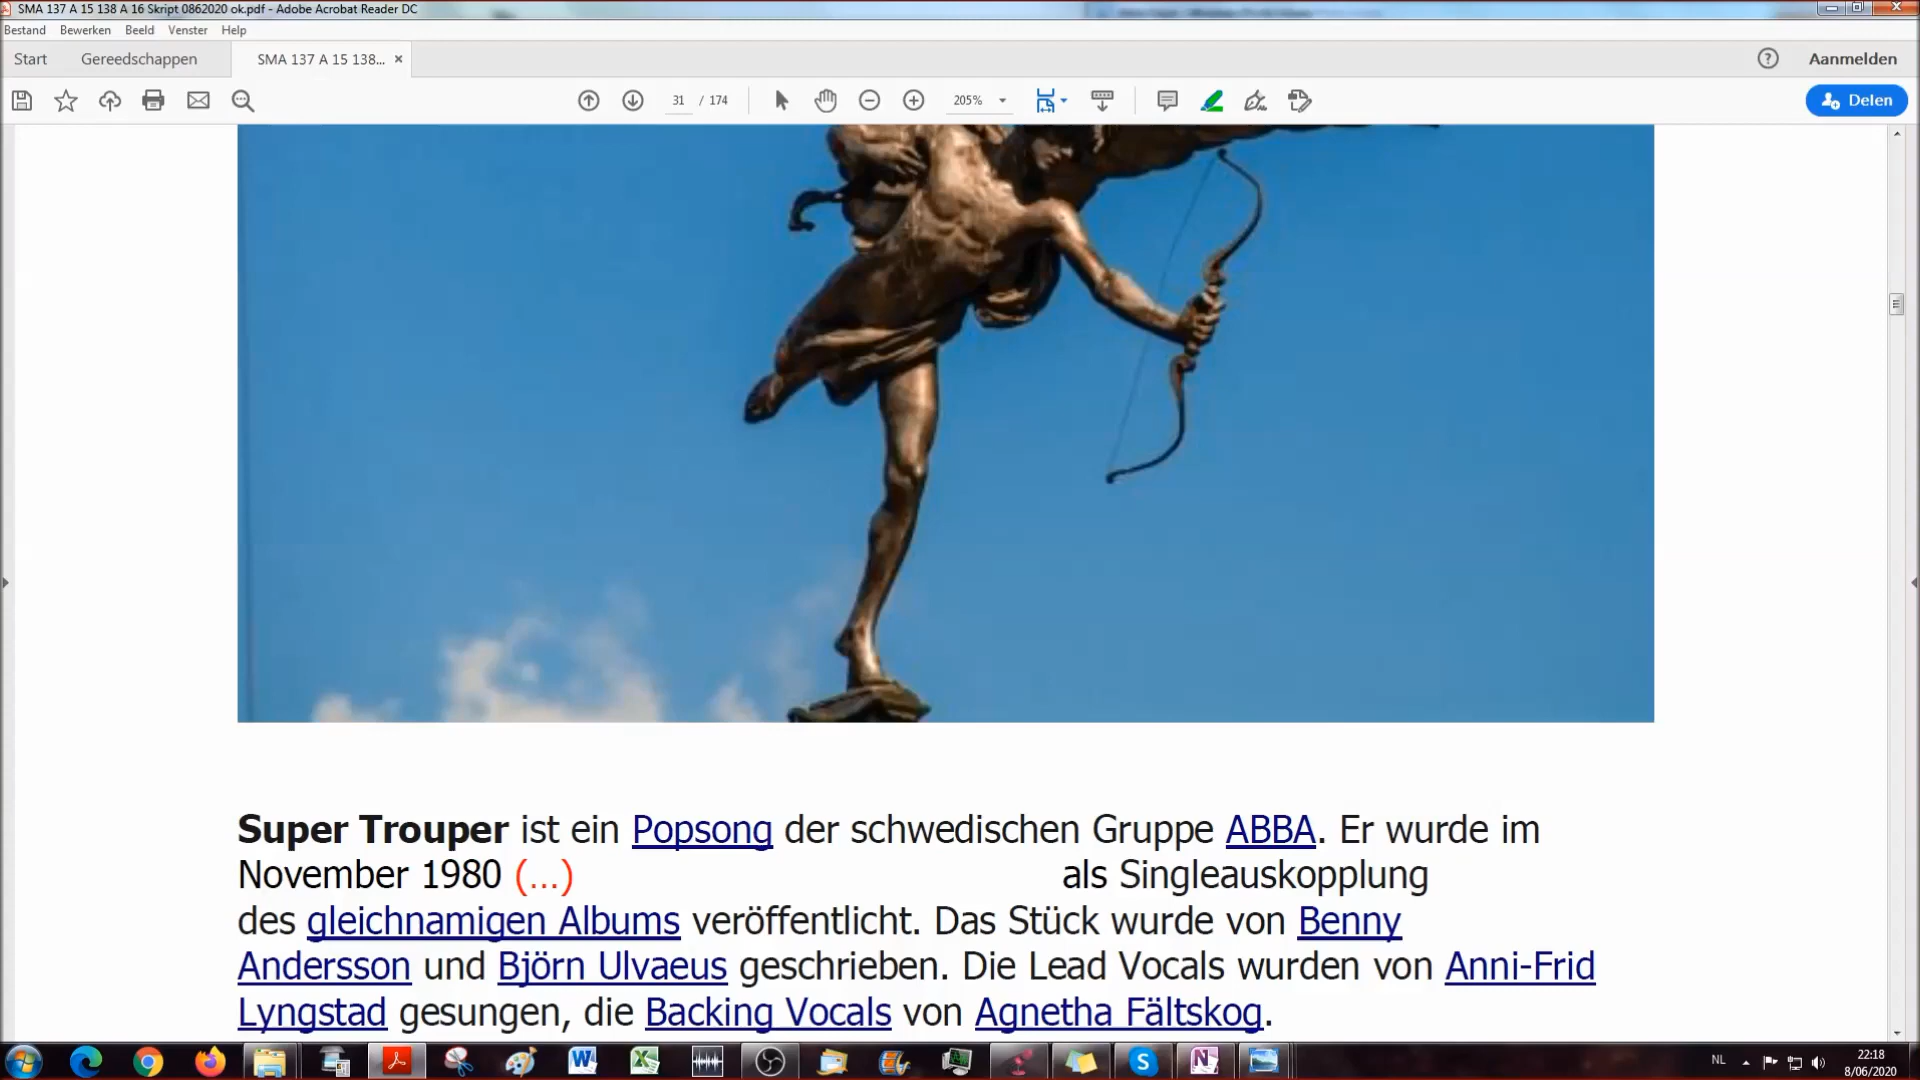 SMA 137 A 15 138 A 16 Skript 0862020 ok.pdf - Adobe Acrobat Reader DC
Bestand Bewerken Beeld Venster Help
Start Gereedschappen SMA 137 A 15 138... × Aanmelden
31 / 174 205% Delen
Super Trouper ist ein Popsong der schwedischen Gruppe ABBA. Er wurde im
November 1980 (...) als Singleauskopplung
des gleichnamigen Albums veröffentlicht. Das Stück wurde von Benny
Andersson und Björn Ulvaeus geschrieben. Die Lead Vocals wurden von Anni-Frid
Lyngstad gesungen, die Backing Vocals von Agnetha Fältskog.
NL 22:18
8/06/2020